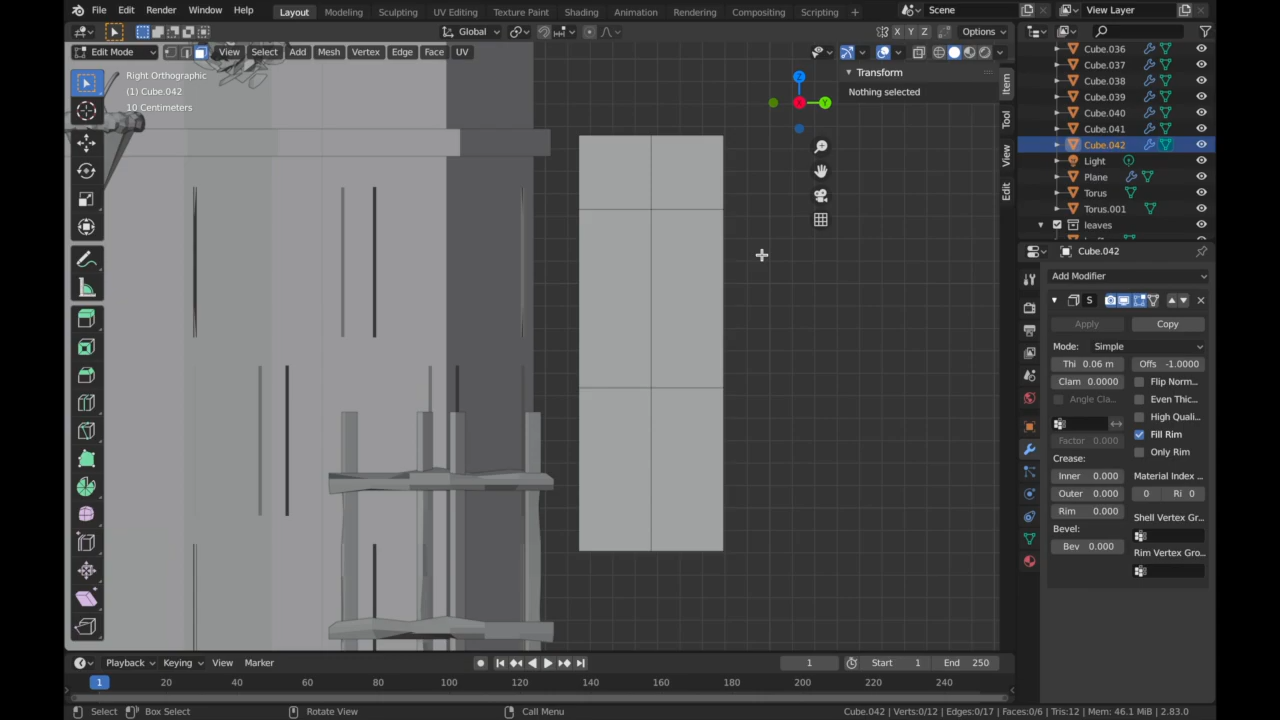 File Edit Render Window Help Layout Modeling Sculpting UV Editing Texture Paint Shading Animation Rendering Compositing Scripting + Scene View Layer
Global Options
Edit Mode View Select Add Mesh Vertex Edge Face UV
Right Orthographic
(1) Cube.042
10 Centimeters
Z
X
Y
Transform
Nothing selected
Item
Tool
View
Edit
Cube.036
Cube.037
Cube.038
Cube.039
Cube.040
Cube.041
Cube.042
Light
Plane
Torus
Torus.001
leaves
Cube.042
Add Modifier
S
Apply Copy
Mode: Simple
Thi 0.06 m Offs -1.0000
Clam 0.0000 Flip Norm...
Angle Cla... Even Thic...
High Quali...
Factor 0.000 Fill Rim
Crease: Only Rim
Inner 0.000 Material Index ...
Outer 0.000 0 Ri 0
Rim 0.000 Shell Vertex Gr...
Bevel:
Bev 0.000 Rim Vertex Gro...
Playback Keying View Marker 1 Start 1 End 250
1 20 40 60 80 100 120 140 160 180 200 220 240
Select Box Select Rotate View Call Menu Cube.042 | Verts:0/12 | Edges:0/17 | Faces:0/6 | Tris:12 | Mem: 46.1 MiB | 2.83.0